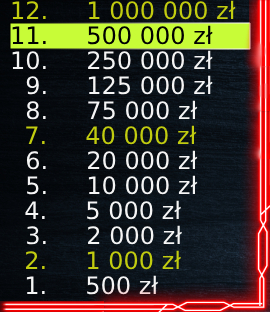 12. 1 000 000 zł
11. 500 000 zł
10. 250 000 zł
9. 125 000 zł
8. 75 000 zł
7. 40 000 zł
6. 20 000 zł
5. 10 000 zł
4. 5 000 zł
3. 2 000 zł
2. 1 000 zł
1. 500 zł